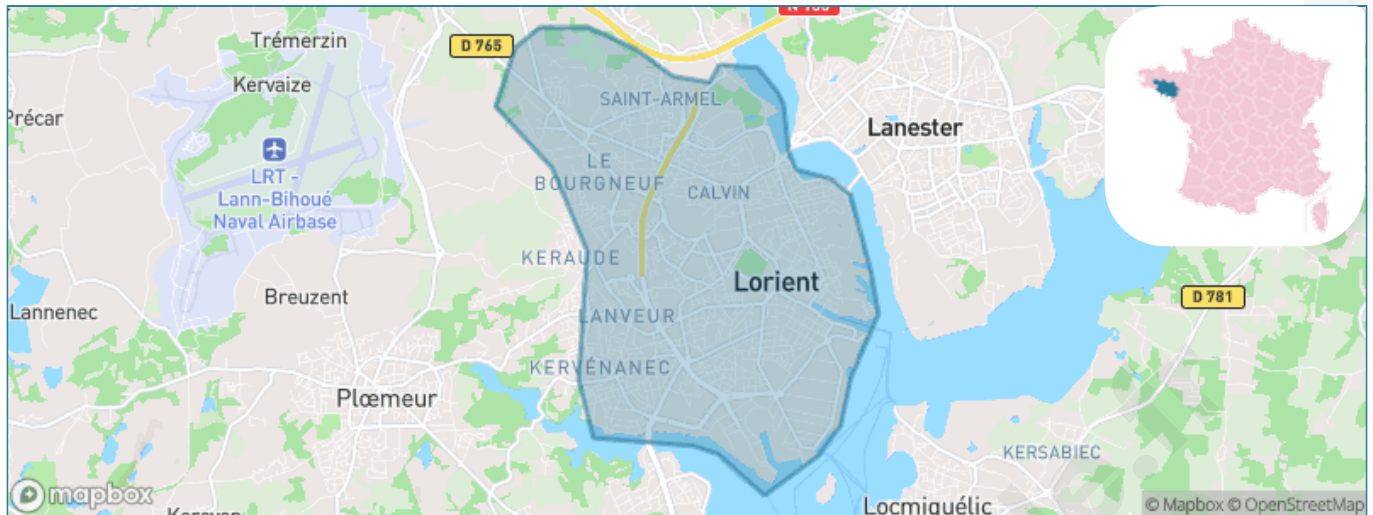 N 165
Trémerzin
D 765
Kervaize
SAINT-ARMEL
Précar
Lanester
LRT -
Lann-Bihoué
Naval Airbase
LE
BOURGNEUF
CALVIN
KERAUDE
Lorient
Breuzent
D 781
Lannenec
LANVEUR
KERVÉNANEC
Plœmeur
KERSABIEC
mapbox
Locmiquélic
© Mapbox © OpenStreetMap